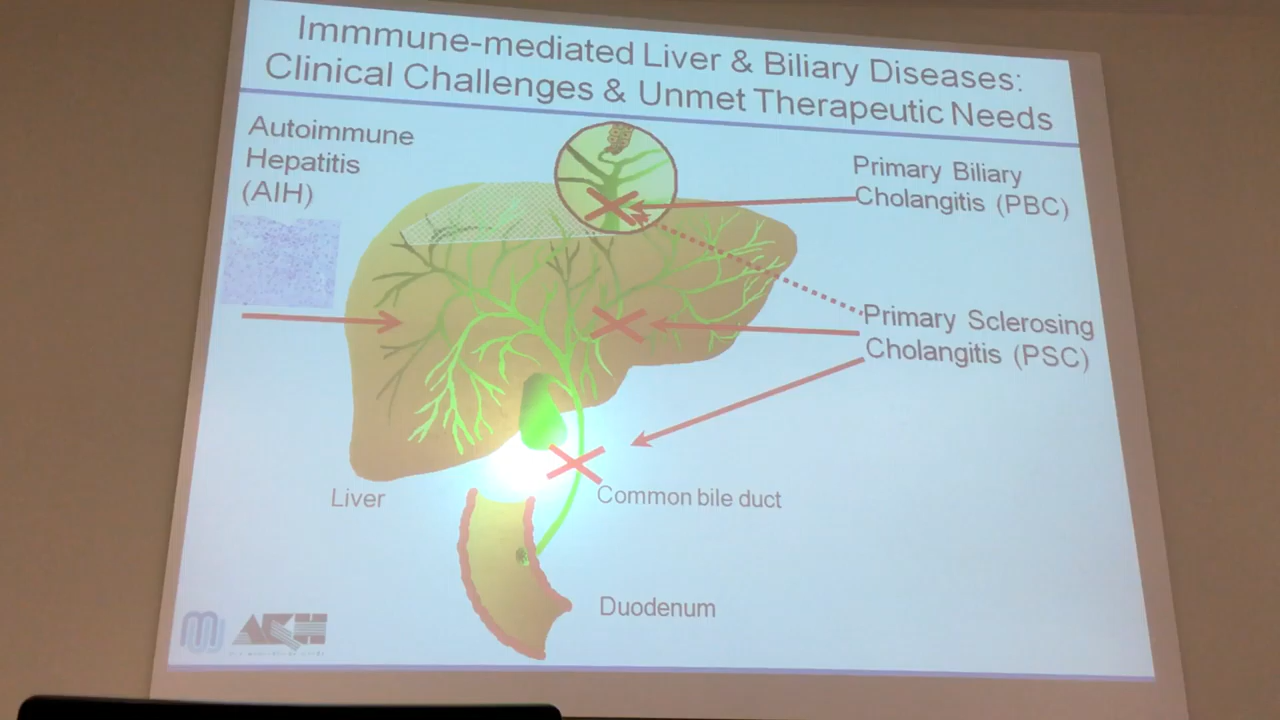 Immmune-mediated Liver & Biliary Diseases:
Clinical Challenges & Unmet Therapeutic Needs
Autoimmune
Hepatitis
(AIH)
Primary Biliary
Cholangitis (PBC)
Primary Sclerosing
Cholangitis (PSC)
Liver
Common bile duct
Duodenum
AKH